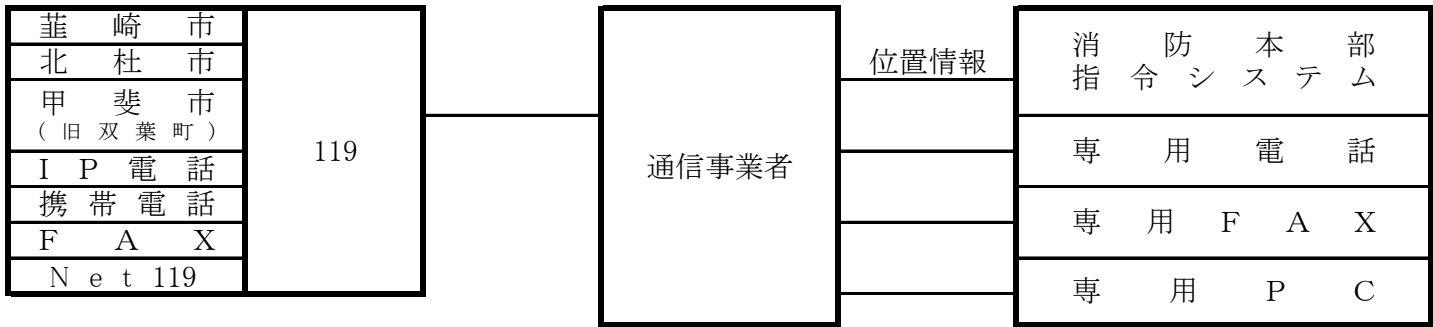 韮崎市
北杜市
甲斐市
(旧双葉町)
IP電話
携帯電話
FAX
Net119
119
通信事業者
位置情報
消防本部
指令システム
専用電話
専用FAX
専用PC